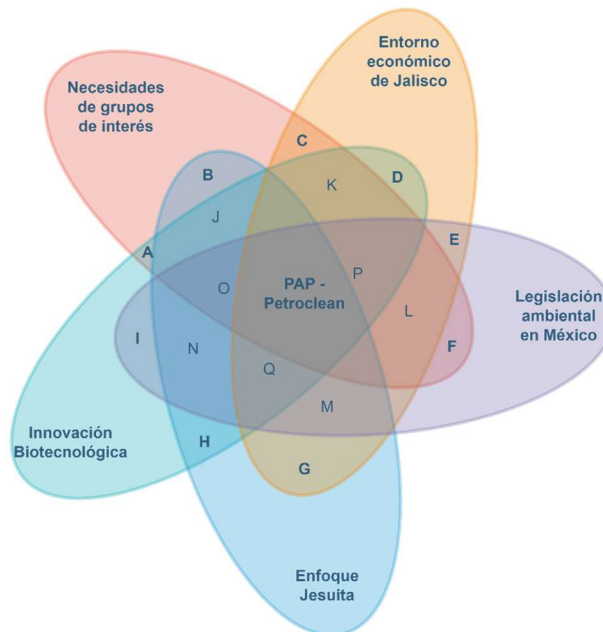 Entorno
económico
de Jalisco
Necesidades
de grupos
de interés
C
B
K
D
J
A
E
O
PAP -
Petroclean
P
L
Legislación
ambiental
en México
I
N
F
Q
M
Innovación
Biotecnológica
H
G
Enfoque
Jesuita